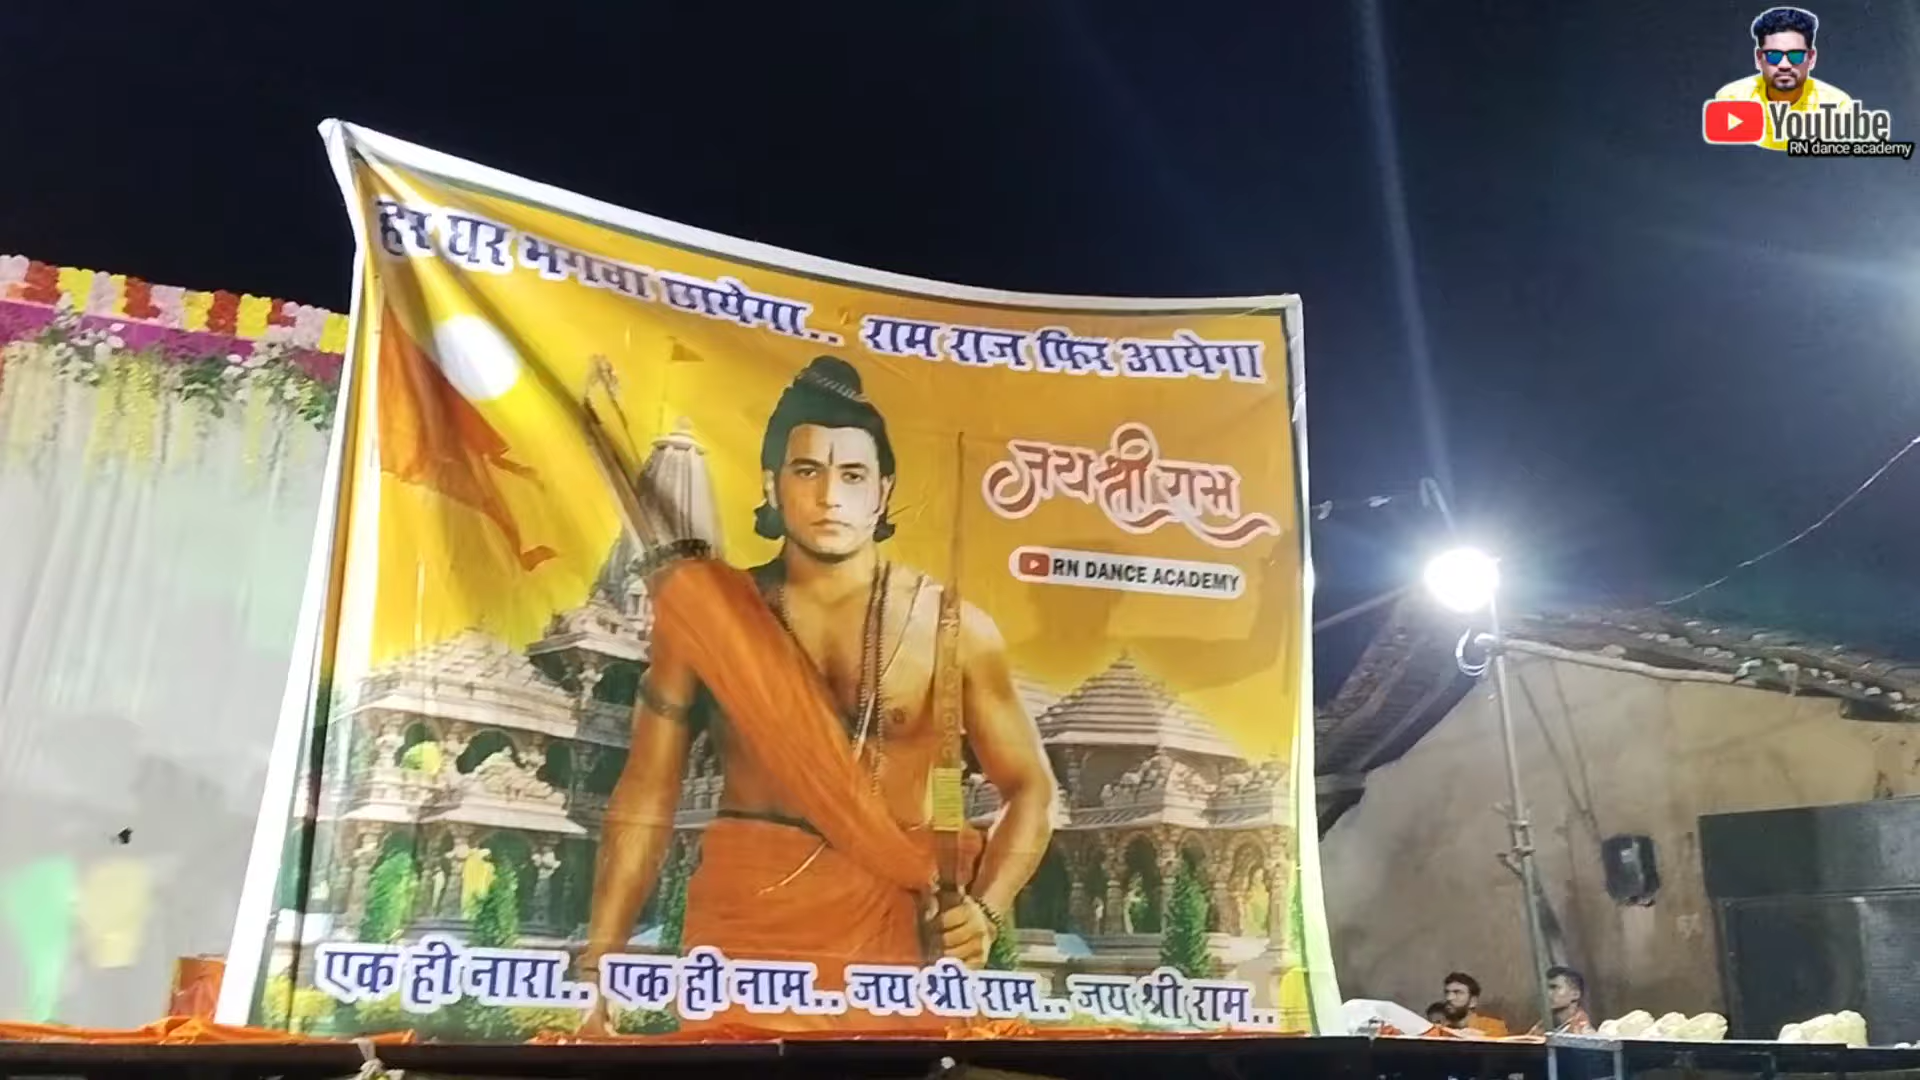 YouTube
RN dance academy
हर घर भगवा छायेगा.. राम राज फिर आयेगा
जय श्री राम
RN DANCE ACADEMY
एक ही नारा.. एक ही नाम.. जय श्री राम.. जय श्री राम..